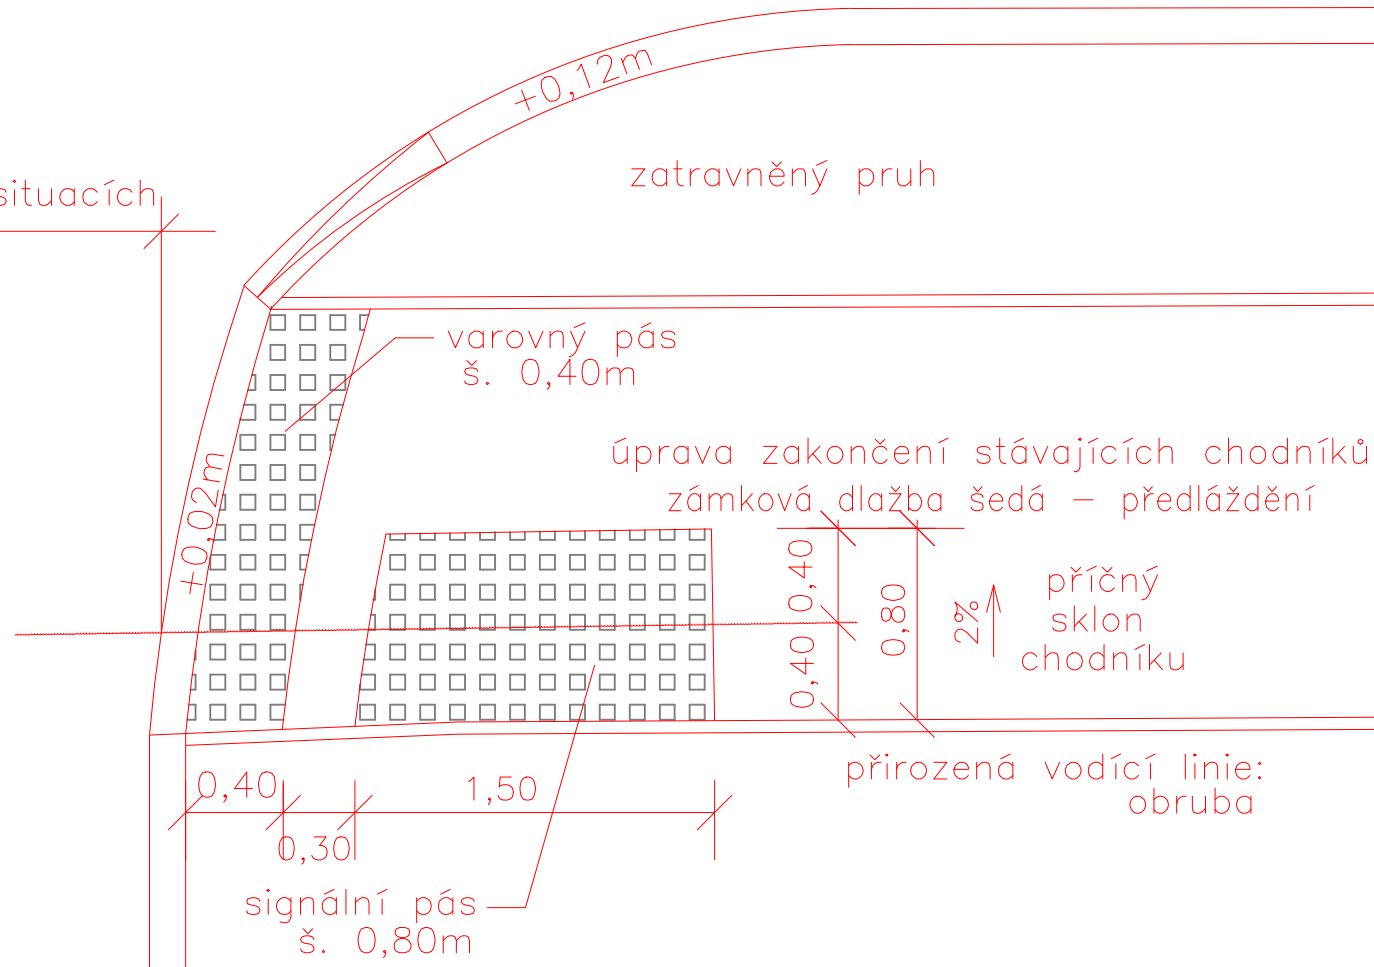 +0,12m
zatravněný pruh
situacích
varovný pás
š. 0,40m
úprava zakončení stávajících chodníků
zámková dlažba šedá – předláždění
+0,02m
0,40
0,40
0,80
2%
příčný
sklon
chodníku
přirozená vodící linie:
obruba
0,40
0,30
1,50
signální pás
š. 0,80m